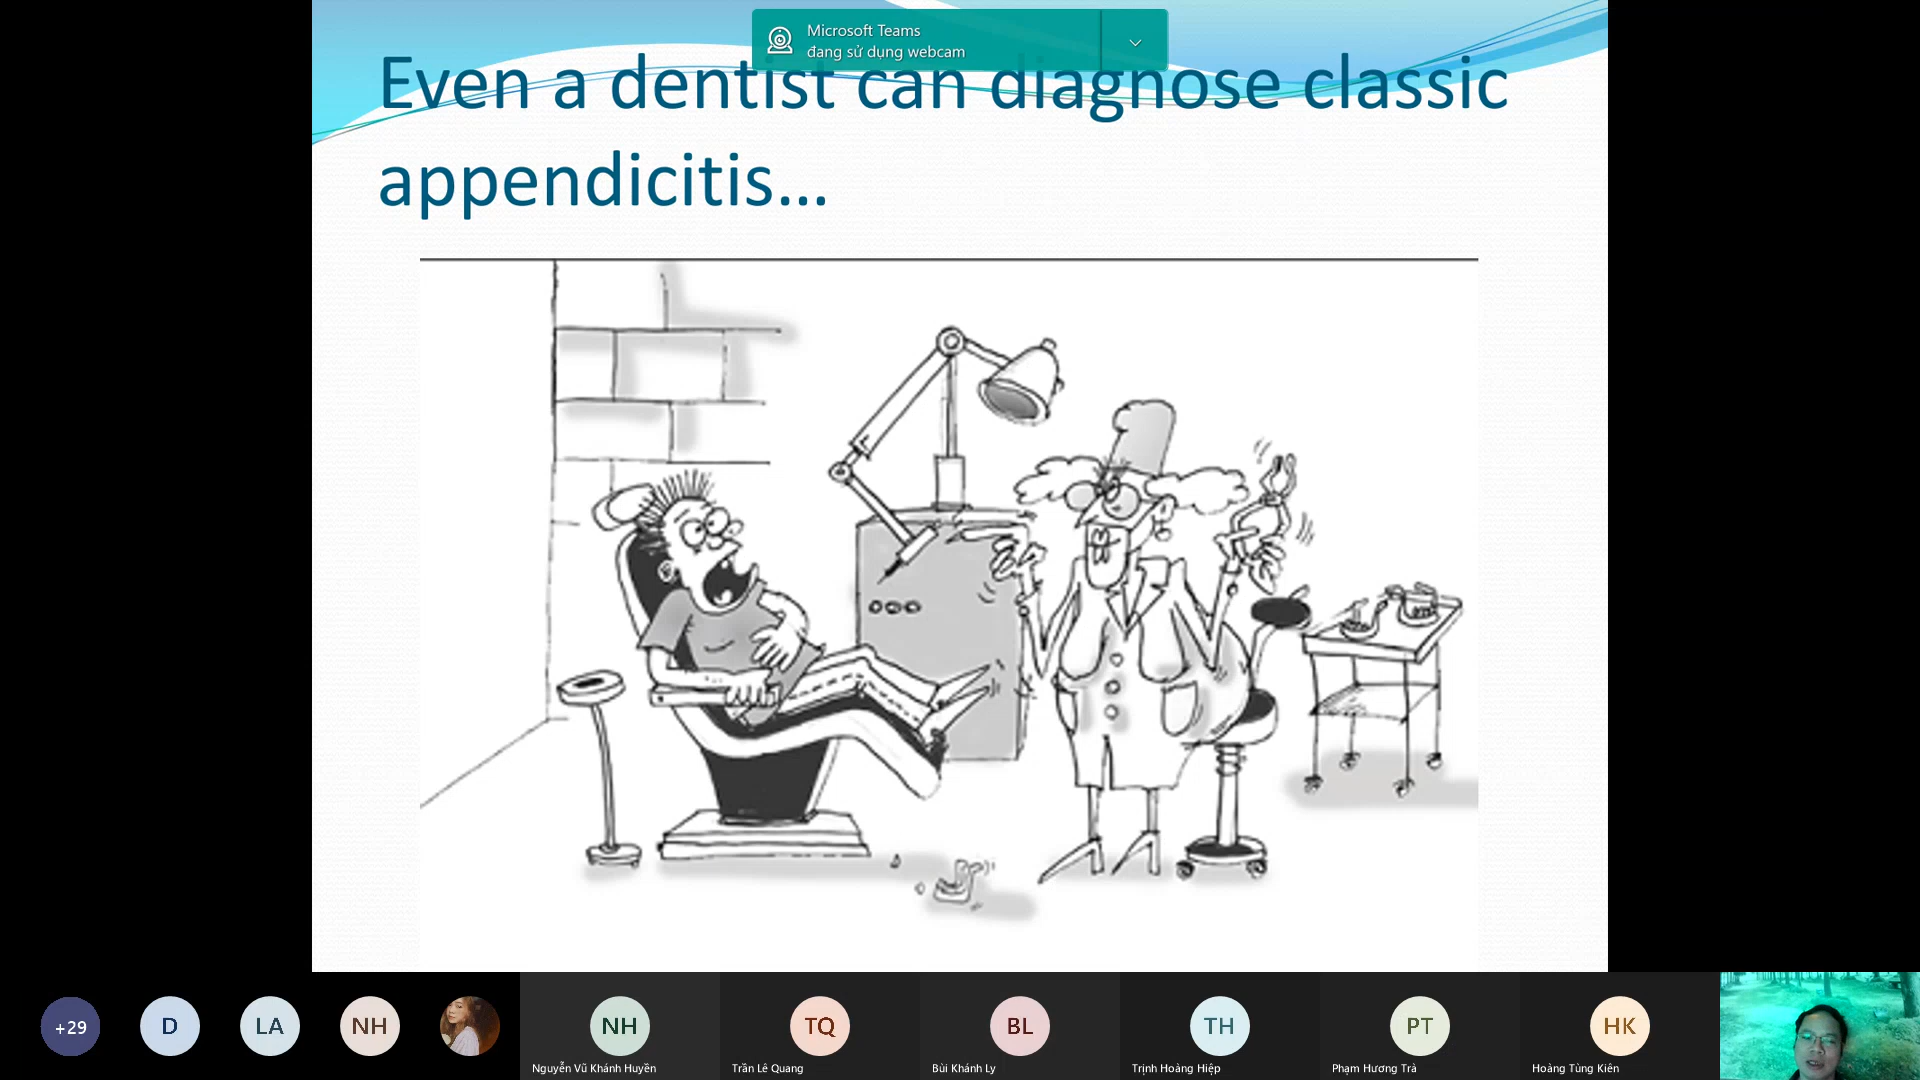 Microsoft Teams
đang sử dụng webcam
Even a dentist can diagnose classic
appendicitis...
+29
D
LA
NH
NH
TQ
BL
TH
PT
HK
Nguyễn Vũ Khánh Huyền
Trần Lê Quang
Bùi Khánh Ly
Trịnh Hoàng Hiệp
Phạm Hương Trà
Hoàng Tùng Kiên